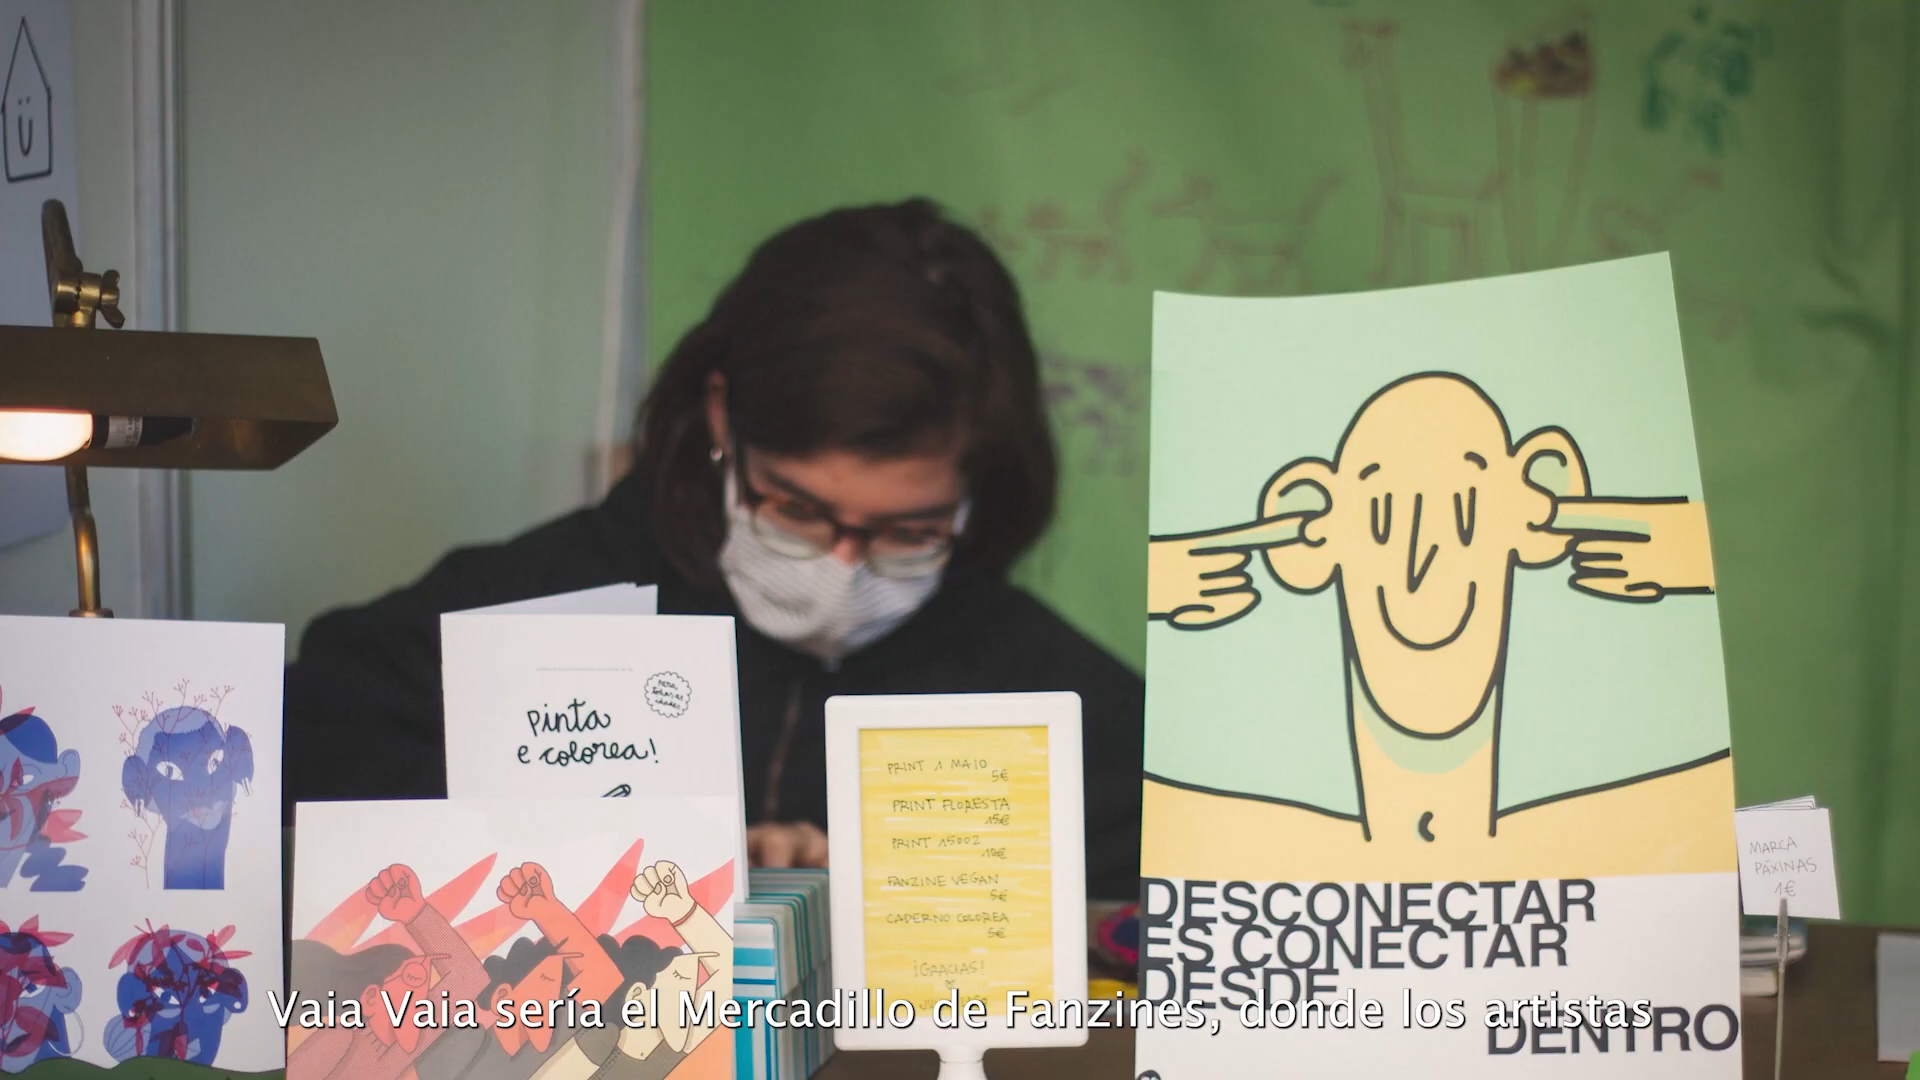 Pinta
e colorea!
PRINT 1 MAIO
5€
PRINT FLORESTA
15€
PRINT 15002
10€
FANZINE VEGAN
5€
CADERNO COLOREA
5€
¡GRACIAS!
DESCONECTAR
ES CONECTAR
DESDE
DENTRO
MARCA
PÁXINAS
1€
Vaia Vaia sería el Mercadillo de Fanzines, donde los artistas